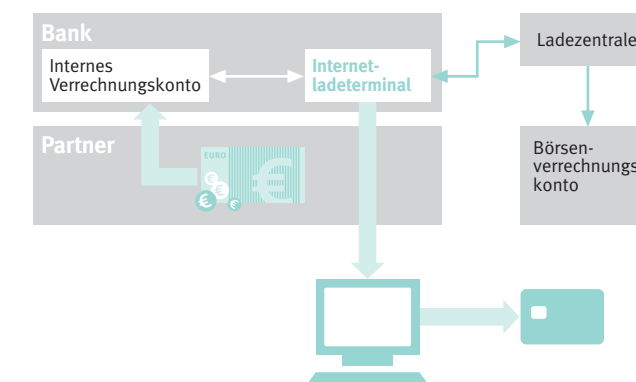 Bank
Internes
Verrechnungskonto
Internet-
ladeterminal
Ladezentrale
Partner
EURO
€
€
€
€
€
Börsen-
verrechnungs
konto